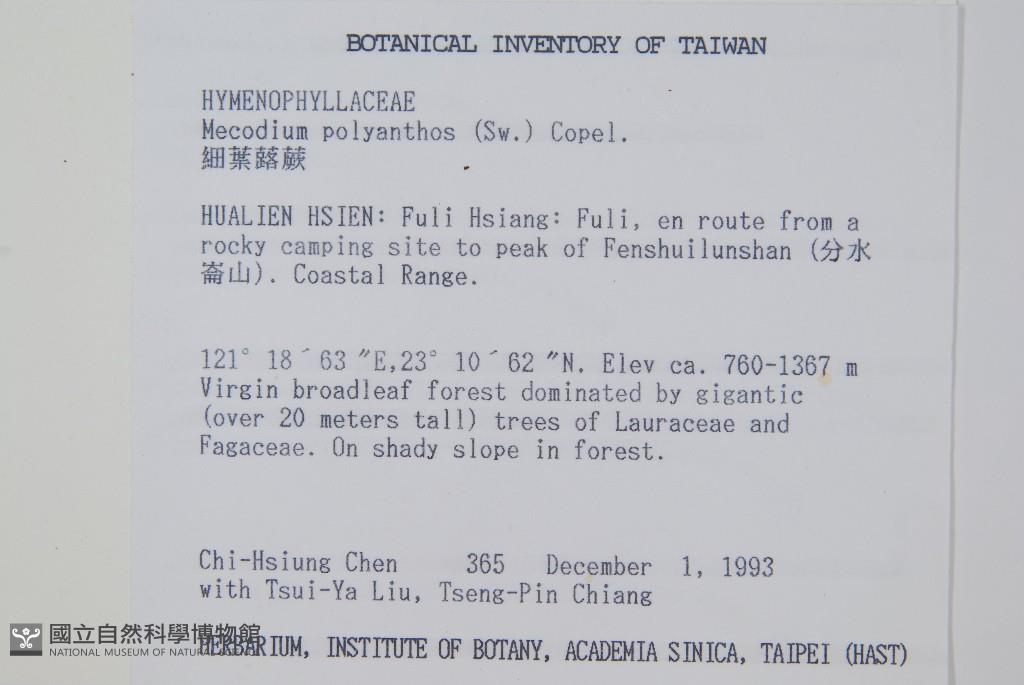 BOTANICAL INVENTORY OF TAIWAN
HYMENOPHYLLACEAE
Mecodium polyanthos (Sw.) Copel.
細葉蕗蕨
HUALIEN HSIEN: Fuli Hsiang: Fuli, en route from a
rocky camping site to peak of Fenshuilunshan (分水
崙山). Coastal Range.
121° 18´63 ″E,23° 10´62 ″N. Elev ca. 760-1367 m
Virgin broadleaf forest dominated by gigantic
(over 20 meters tall) trees of Lauraceae and
Fagaceae. On shady slope in forest.
Chi-Hsiung Chen 365 December 1, 1993
with Tsui-Ya Liu, Tseng-Pin Chiang
HERBARIUM, INSTITUTE OF BOTANY, ACADEMIA SINICA, TAIPEI (HAST)
國立自然科學博物館
NATIONAL MUSEUM OF NATURAL SCIENCE